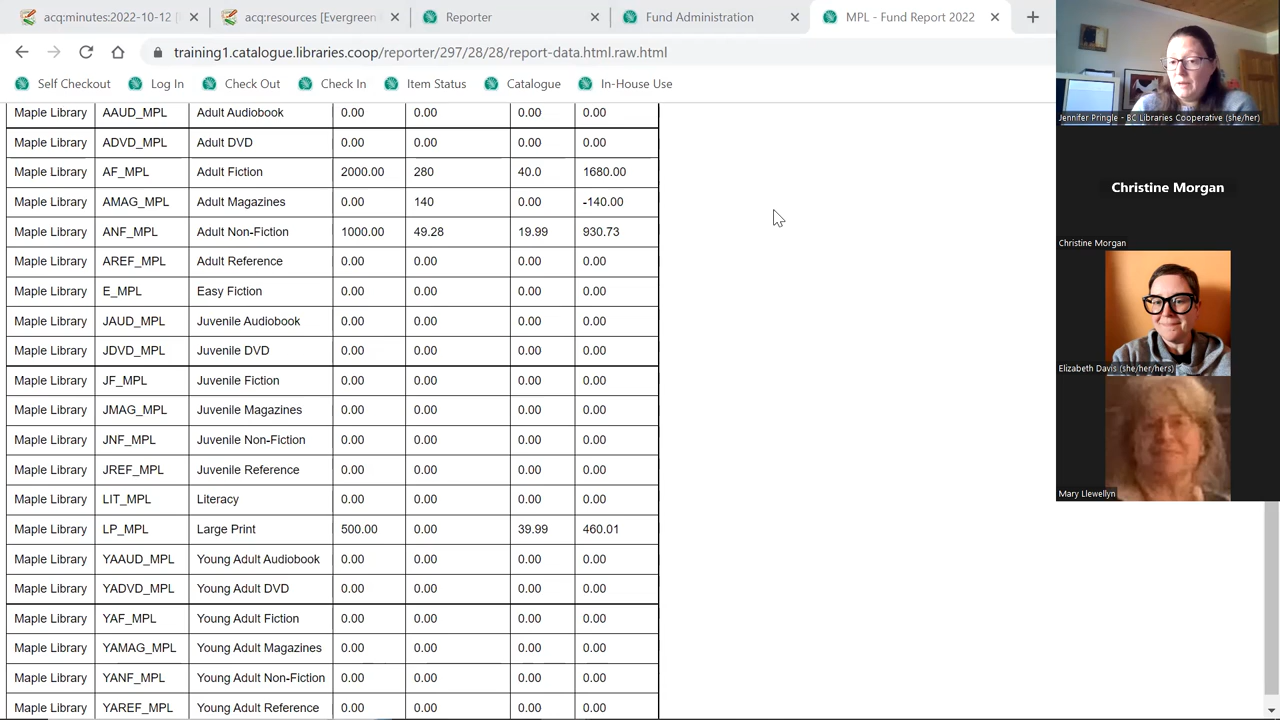 acq:minutes:2022-10-12 | × acq:resources [Evergreen × Reporter × Fund Administration × MPL - Fund Report 2022 × +
training1.catalogue.libraries.coop/reporter/297/29/28/report-data.html.raw.html
Self Checkout Log In Check Out Check Item Stat Catalogue In-House Use
Maple Library AAUD_MPL Adult Audiobook 0.00 0.00 0.00 0.00
Maple Library ADVD_MPL Adult DVD 0.00 0.00 0.00 0.00
Maple Library AF_MPL Adult Fiction 2000.00 280 40.0 1680.00
Maple Library AMAG_MPL Adult Magazines 0.00 140 0.00 -140.00
Maple Library ANF_MPL Adult Non-Fiction 1000.00 49.28 19.99 930.73
Maple Library AREF_MPL Adult Reference 0.00 0.00 0.00 0.00
Maple Library E_MPL Easy Fiction 0.00 0.00 0.00 0.00
Maple Library JAUD_MPL Juvenile Audiobook 0.00 0.00 0.00 0.00
Maple Library JDVD_MPL Juvenile DVD 0.00 0.00 0.00 0.00
Maple Library JF_MPL Juvenile Fiction 0.00 0.00 0.00 0.00
Maple Library JMAG_MPL Juvenile Magazines 0.00 0.00 0.00 0.00
Maple Library JNF_MPL Juvenile Non-Fiction 0.00 0.00 0.00 0.00
Maple Library JREF_MPL Juvenile Reference 0.00 0.00 0.00 0.00
Maple Library LIT_MPL Literacy 0.00 0.00 0.00 0.00
Maple Library LP_MPL Large Print 500.00 0.00 39.99 460.01
Maple Library YAAUD_MPL Young Adult Audiobook 0.00 0.00 0.00 0.00
Maple Library YADVD_MPL Young Adult DVD 0.00 0.00 0.00 0.00
Maple Library YAF_MPL Young Adult Fiction 0.00 0.00 0.00 0.00
Maple Library YAMAG_MPL Young Adult Magazines 0.00 0.00 0.00 0.00
Maple Library YANF_MPL Young Adult Non-Fiction 0.00 0.00 0.00 0.00
Maple Library YAREF_MPL Young Adult Reference 0.00 0.00 0.00 0.00
Jennifer Pringle - BC Libraries Cooperative (she/her)
Christine Morgan
Christine Morgan
Elizabeth Davis (she/her/hers)
Mary Llewellyn